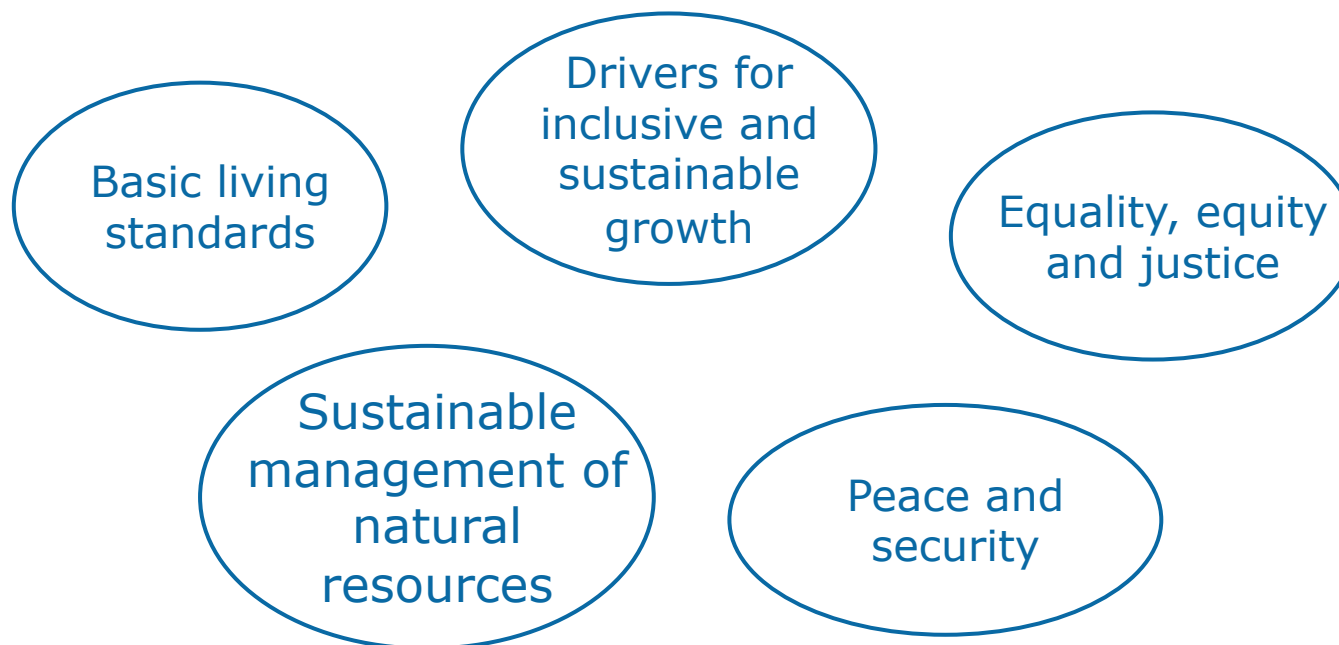 Basic living
standards
Drivers for
inclusive and
sustainable
growth
Equality, equity
and justice
Sustainable
management of
natural
resources
Peace and
security